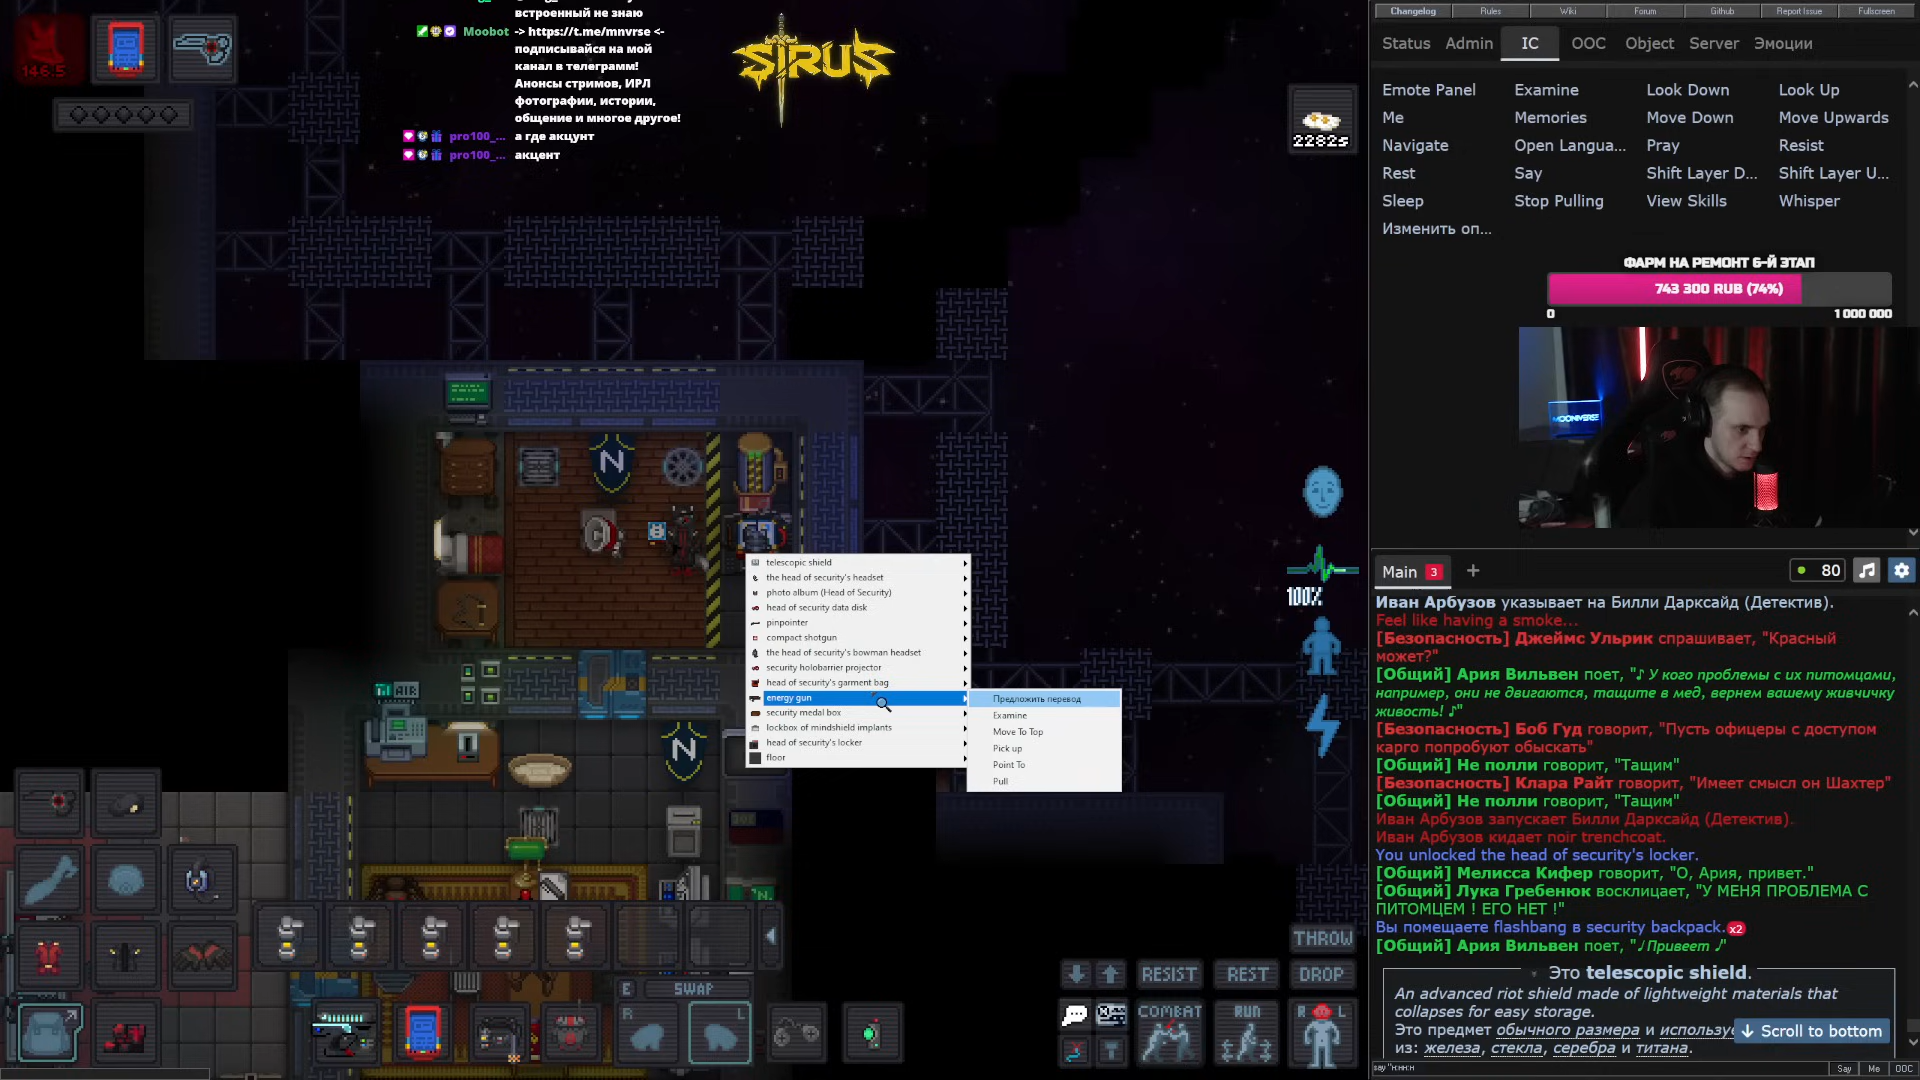 встроенный не знаю
Moobot -> https://t.me/mnvrse <-
подписывайся на мой
канал в телеграмм!
Анонсы стримов, ИРЛ
фотографии, истории,
общение и многое другое!
pro100_... а где акцунт
pro100_... акцент
146.5
SIRUS
2282s
Changelog Rules Wiki Forum Github Report Issue Fullscreen
Status Admin IC OOC Object Server Эмоции
Emote Panel Examine Look Down Look Up
Me Memories Move Down Move Upwards
Navigate Open Langua... Pray Resist
Rest Say Shift Layer D... Shift Layer U...
Sleep Stop Pulling View Skills Whisper
Изменить оп...
ФАРМ НА РЕМОНТ 6-Й ЭТАП
743 300 RUB (74%)
0 1 000 000
MOONIVERSE
N
100%
telescopic shield
the head of security's headset
photo album (Head of Security)
head of security data disk
pinpointer
compact shotgun
the head of security's bowman headset
security holobarrier projector
head of security's garment bag
energy gun
security medal box
lockbox of mindshield implants
head of security's locker
floor
Предложить перевод
Examine
Move To Top
Pick up
Point To
Pull
AIR
N
Main 3 + 80
Иван Арбузов указывает на Билли Дарксайд (Детектив).
Feel like having a smoke...
[Безопасность] Джеймс Ульрик спрашивает, "Красный
может?"
[Общий] Ария Вильвен поет, "♪ У кого проблемы с их питомцами,
например, они не двигаются, тащите в мед, вернем вашему живчичку
живость! ♪"
[Безопасность] Боб Гуд говорит, "Пусть офицеры с доступом
карго попробуют обыскать"
[Общий] Не полли говорит, "Тащим"
[Безопасность] Клара Райт говорит, "Имеет смысл он Шахтер"
[Общий] Не полли говорит, "Тащим"
Иван Арбузов запускает Билли Дарксайд (Детектив).
Иван Арбузов кидает noir trenchcoat.
You unlocked the head of security's locker.
[Общий] Мелисса Кифер говорит, "О, Ария, привет."
[Общий] Лука Гребенюк восклицает, "У МЕНЯ ПРОБЛЕМА С
ПИТОМЦЕМ ! ЕГО НЕТ !"
Вы помещаете flashbang в security backpack. x2
[Общий] Ария Вильвен поет, "♩ Привеет ♪"
Это telescopic shield.
An advanced riot shield made of lightweight materials that
collapses for easy storage.
Это предмет обычного размера и используе
из: железа, стекла, серебра и титана.
Scroll to bottom
Say Me OOC
THROW
RESIST REST DROP
COMBAT RUN R L
E SWAP
R L